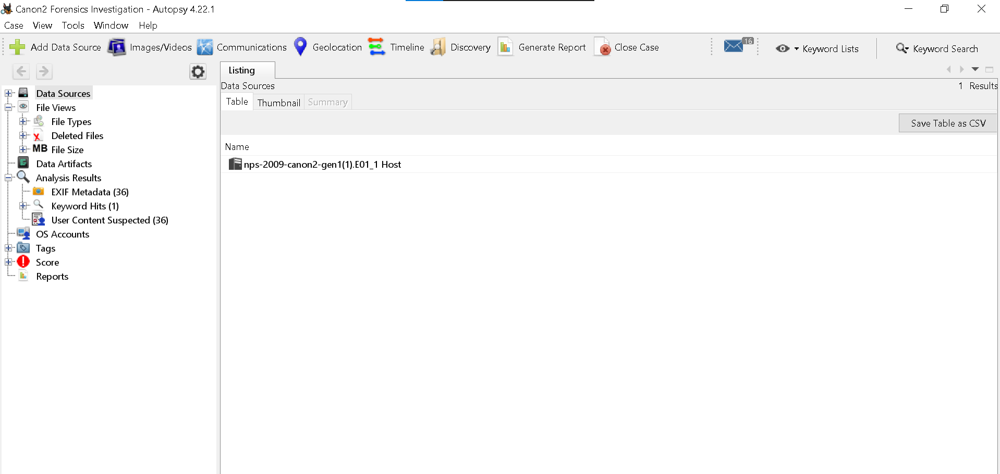 Canon2 Forensics Investigation - Autopsy 4.22.1
Case View Tools Window Help
Add Data Source Images/Videos Communications Geolocation Timeline Discovery Generate Report Close Case 16 Keyword Lists Keyword Search
Listing
Data Sources 1 Results
Table Thumbnail Summary
Save Table as CSV
Name
nps-2009-canon2-gen1(1).E01_1 Host
Data Sources
File Views
File Types
Deleted Files
MB File Size
Data Artifacts
Analysis Results
EXIF Metadata (36)
Keyword Hits (1)
User Content Suspected (36)
OS Accounts
Tags
Score
Reports